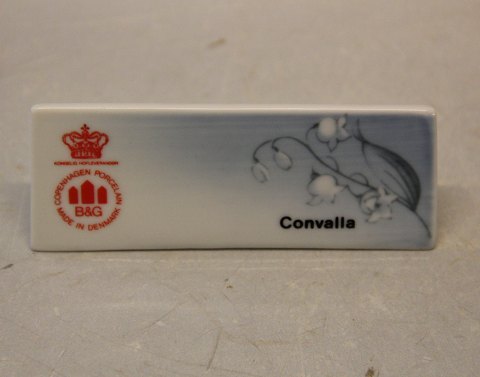 KONGELIG HOFLEVERANDØR
COPENHAGEN PORCELAIN
B&G
MADE IN DENMARK
Convalla